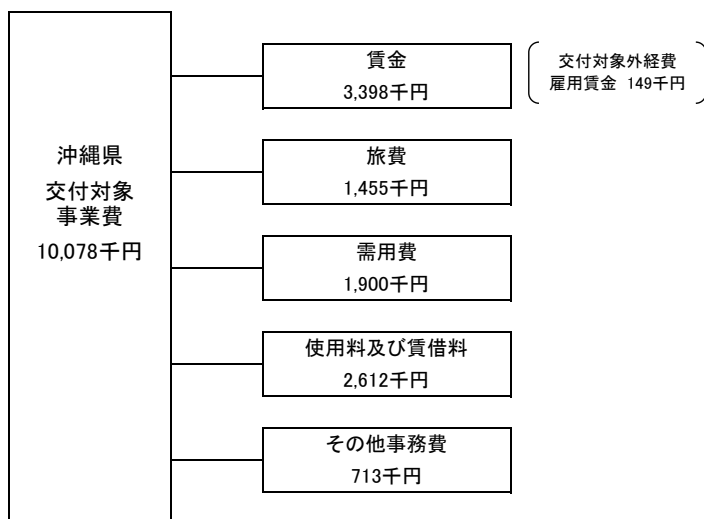 賃金
3,398千円
交付対象外経費
雇用賃金 149千円
旅費
1,455千円
沖縄県
交付対象
事業費
10,078千円
需用費
1,900千円
使用料及び賃借料
2,612千円
その他事務費
713千円